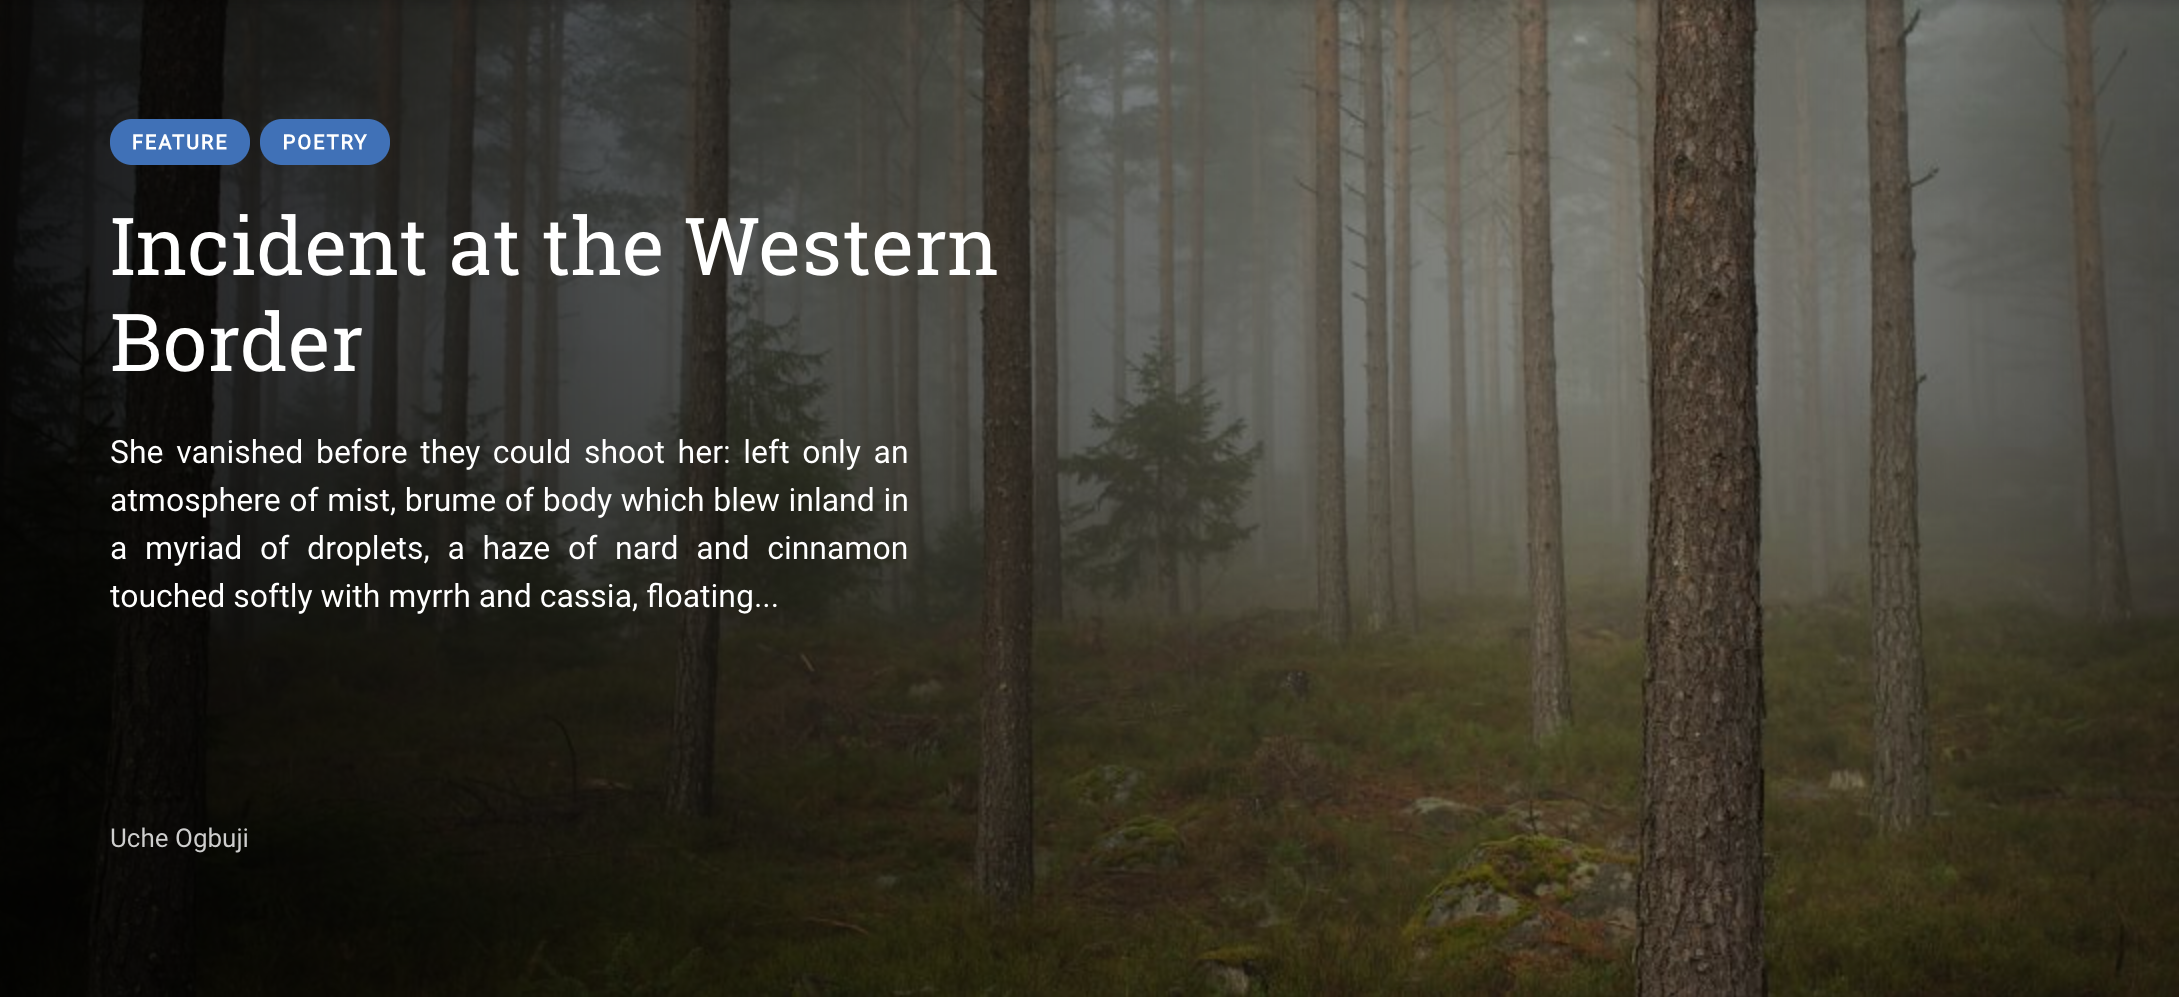 FEATURE POETRY
Incident at the Western
Border
She vanished before they could shoot her: left only an
atmosphere of mist, brume of body which blew inland in
a myriad of droplets, a haze of nard and cinnamon
touched softly with myrrh and cassia, floating...
Uche Ogbuji